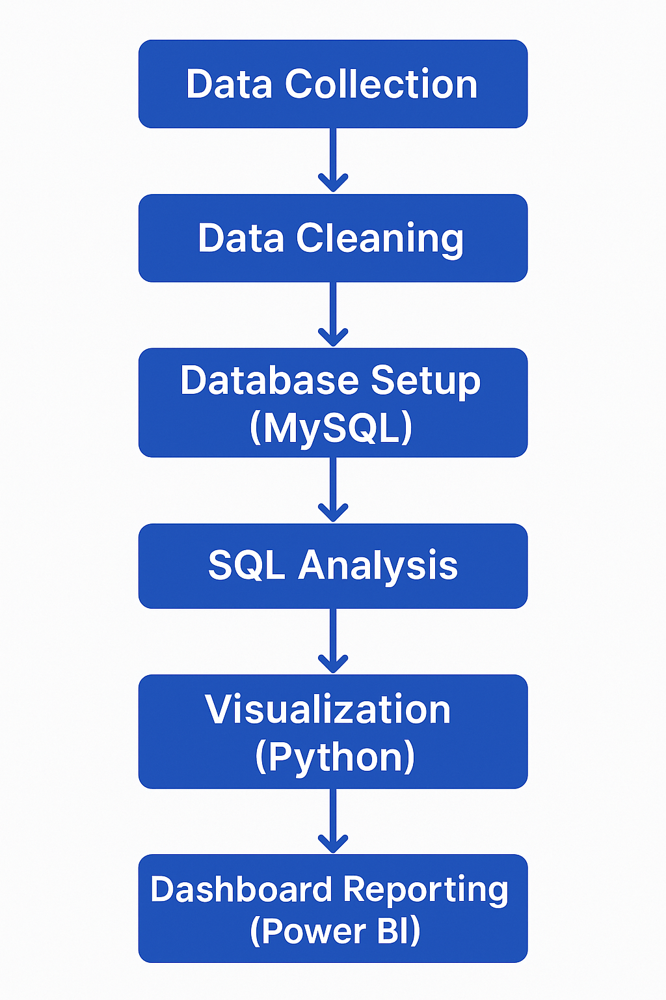 Data Collection
Data Cleaning
Database Setup
(MySQL)
SQL Analysis
Visualization
(Python)
Dashboard Reporting
(Power BI)